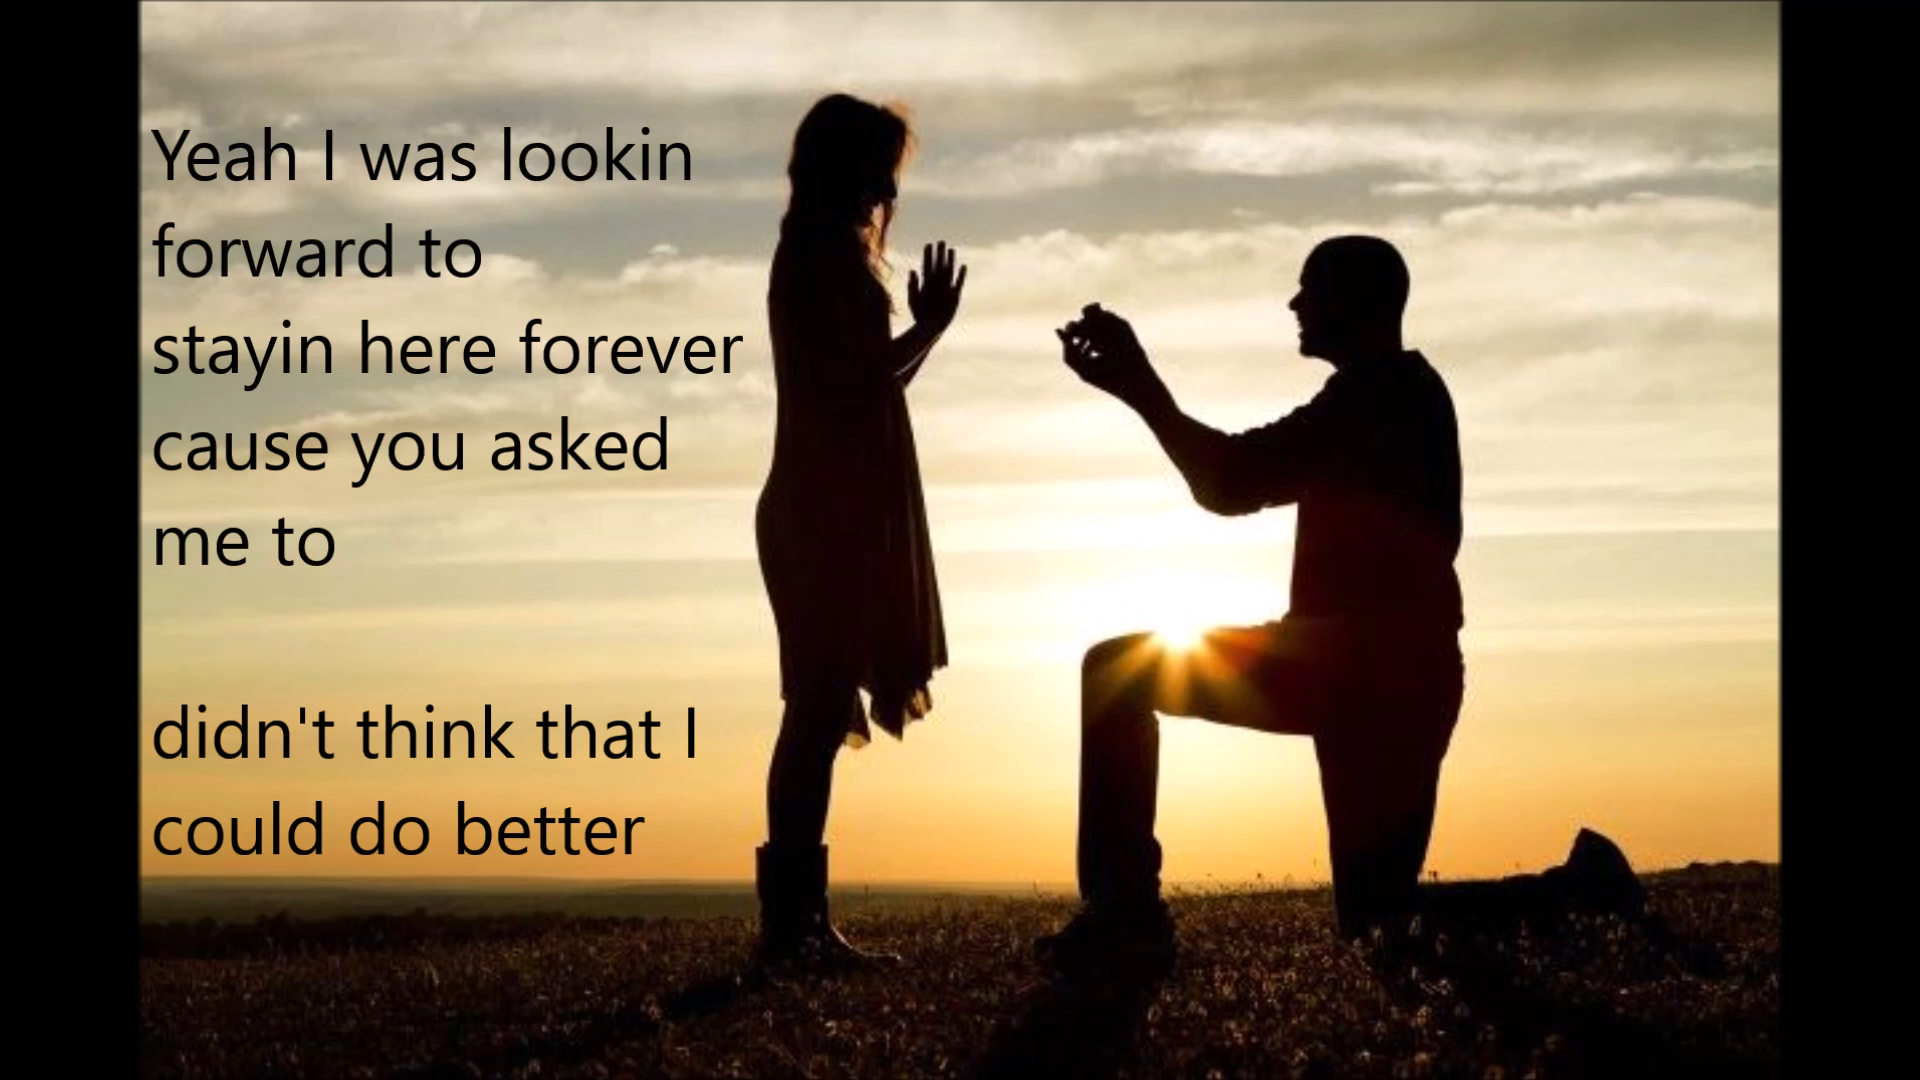 Yeah I was lookin
forward to
stayin here forever
cause you asked
me to
didn't think that I
could do better